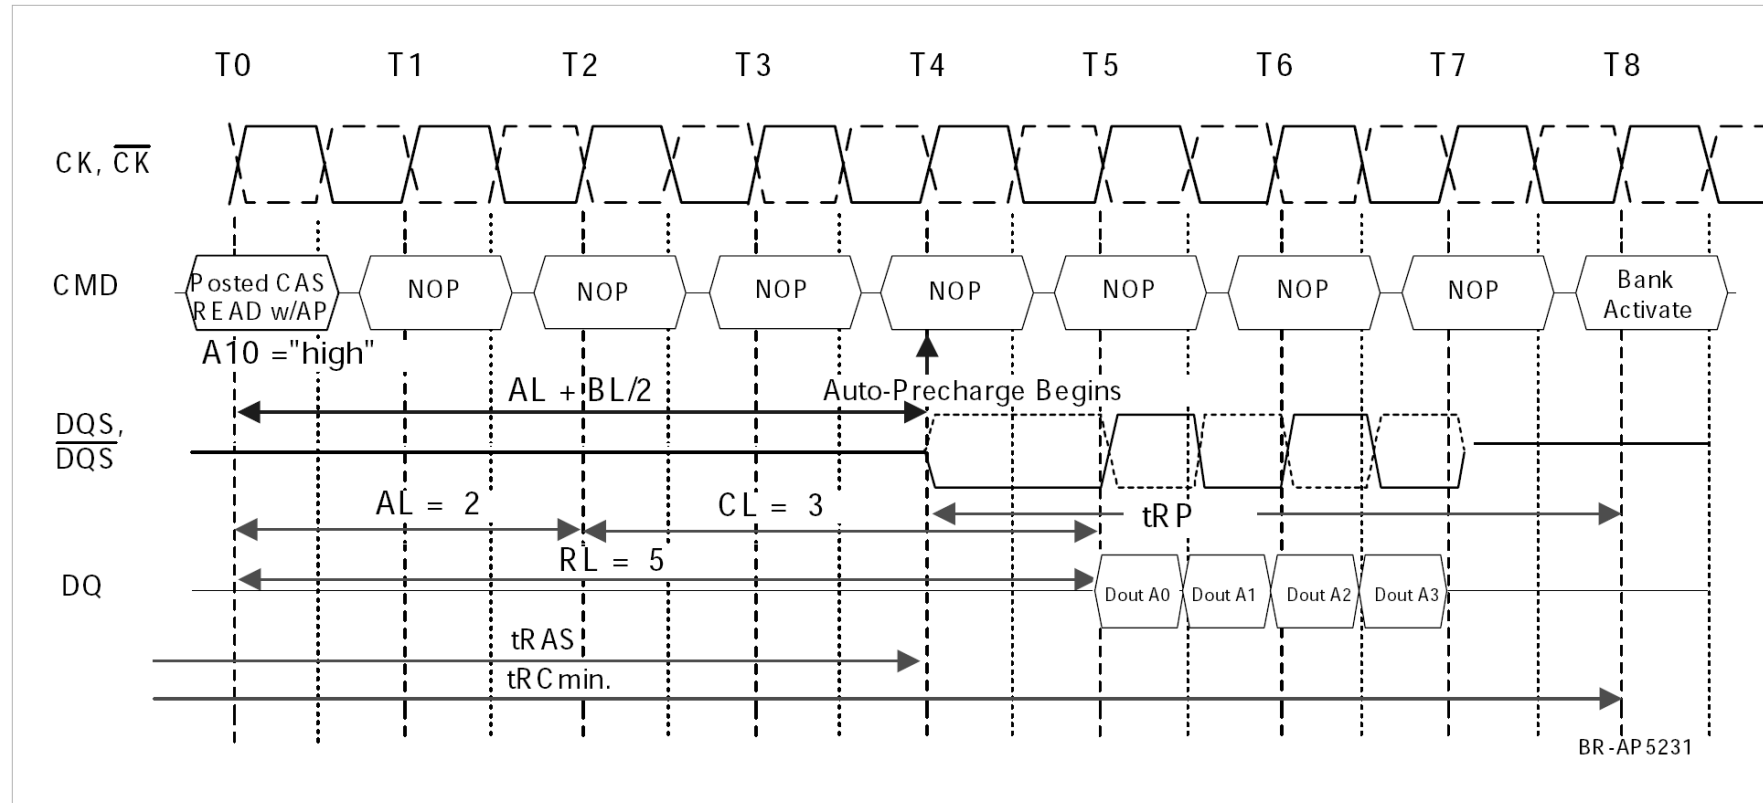 T0 T1 T2 T3 T4 T5 T6 T7 T8
CK, CK
CMD
Posted CAS
READ w/AP
NOP NOP NOP NOP NOP NOP NOP
Bank
Activate
A10 ="high"
AL + BL/2
Auto-Precharge Begins
DQS,
DQS
AL = 2
CL = 3
tRP
RL = 5
DQ
Dout A0 Dout A1 Dout A2 Dout A3
tRAS
tRCmin.
BR-AP5231